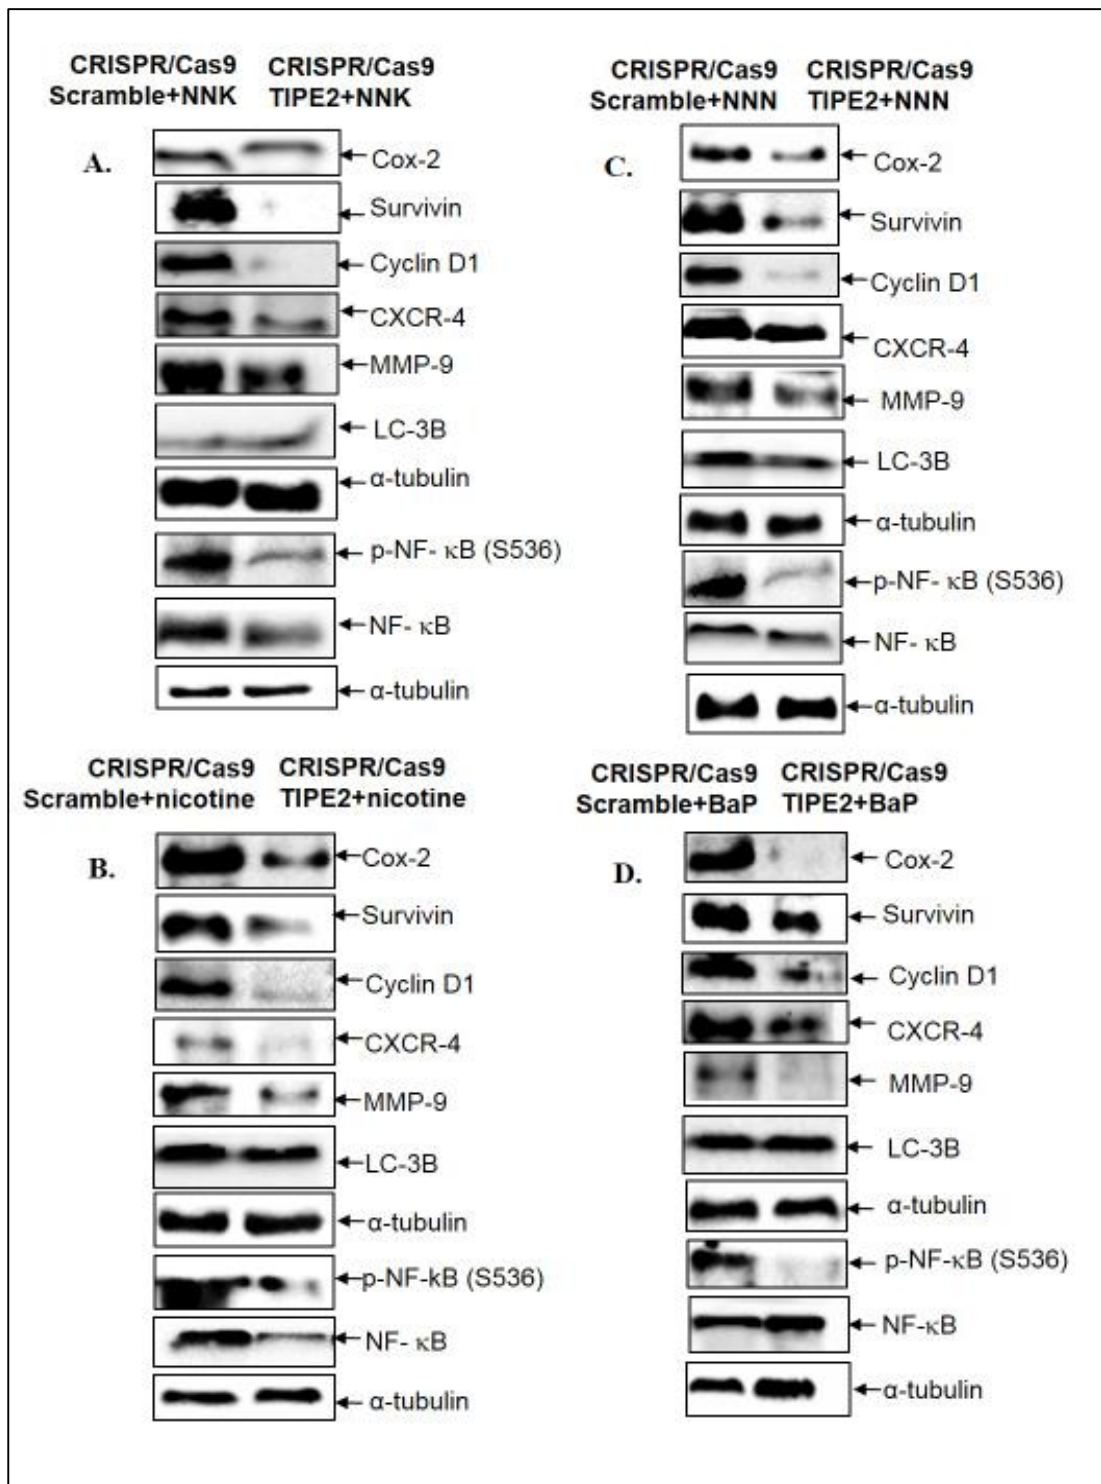 CRISPR/Cas9 CRISPR/Cas9
Scramble+NNK TIPE2+NNK
A.
Cox-2
Survivin
Cyclin D1
CXCR-4
MMP-9
LC-3B
α-tubulin
p-NF- κB (S536)
NF- κB
α-tubulin
CRISPR/Cas9 CRISPR/Cas9
Scramble+NNN TIPE2+NNN
C.
Cox-2
Survivin
Cyclin D1
CXCR-4
MMP-9
LC-3B
α-tubulin
p-NF- κB (S536)
NF- κB
α-tubulin
CRISPR/Cas9 CRISPR/Cas9
Scramble+nicotine TIPE2+nicotine
B.
Cox-2
Survivin
Cyclin D1
CXCR-4
MMP-9
LC-3B
α-tubulin
p-NF-kB (S536)
NF- κB
α-tubulin
CRISPR/Cas9 CRISPR/Cas9
Scramble+BaP TIPE2+BaP
D.
Cox-2
Survivin
Cyclin D1
CXCR-4
MMP-9
LC-3B
α-tubulin
p-NF-κB (S536)
NF-κB
α-tubulin